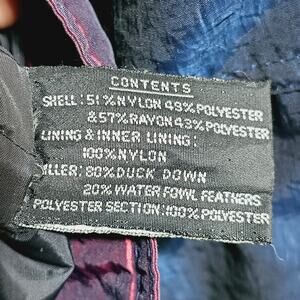 CONTENTS
SHELL: 51% NYLON 49% POLYESTER
& 57% RAYON 43% POLYESTER
LINING & INNER LINING:
100% NYLON
ILLER: 80% DUCK DOWN
20% WATER FOWL FEATHERS
POLYESTER SECTION: 100% POLYESTER